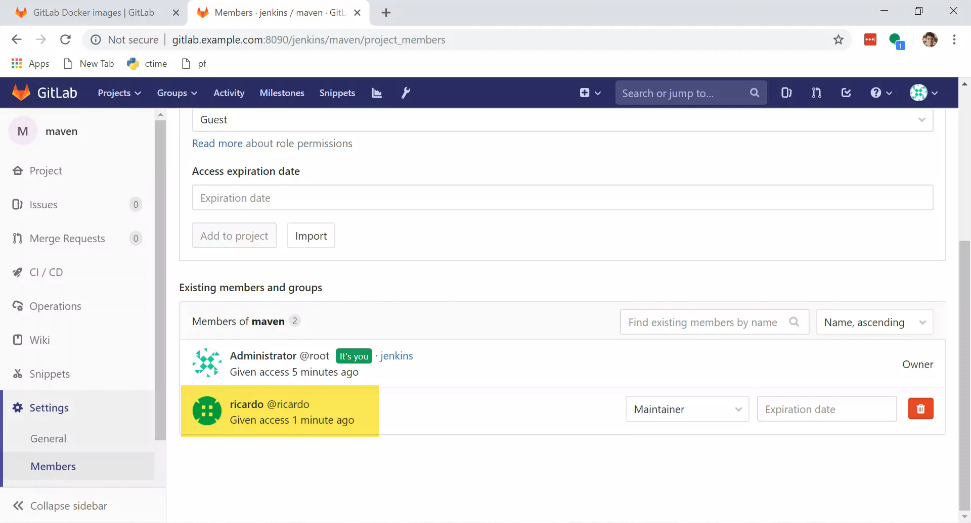 GitLab Docker images | GitLab
Members · jenkins / maven · GitL
Not secure | gitlab.example.com:8090/jenkins/maven/project_members
Apps New Tab ctime pf
GitLab Projects Groups Activity Milestones Snippets Search or jump to...
M maven
Project
Issues 0
Merge Requests 0
CI / CD
Operations
Wiki
Snippets
Settings
General
Members
Collapse sidebar
Guest
Read more about role permissions
Access expiration date
Expiration date
Add to project Import
Existing members and groups
Members of maven 2 Find existing members by name Name, ascending
Administrator @root It's you · jenkins
Given access 5 minutes ago
Owner
ricardo @ricardo
Given access 1 minute ago
Maintainer Expiration date